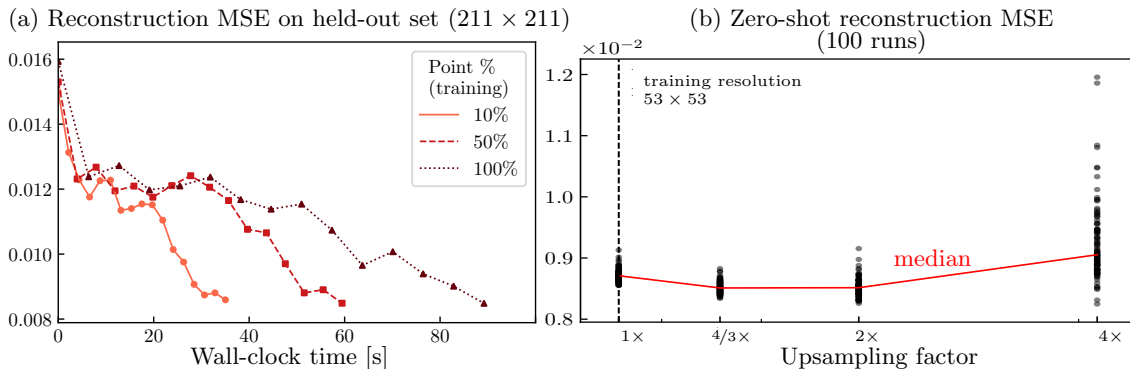 (a) Reconstruction MSE on held-out set (211 × 211)
0.016
0.014
0.012
0.010
0.008
0
20
40
60
80
Wall-clock time [s]
Point %
(training)
10%
50%
100%
(b) Zero-shot reconstruction MSE
(100 runs)
×10⁻²
1.2
1.0
0.9
0.8
training resolution
53 × 53
median
1×
4/3×
2×
4×
Upsampling factor